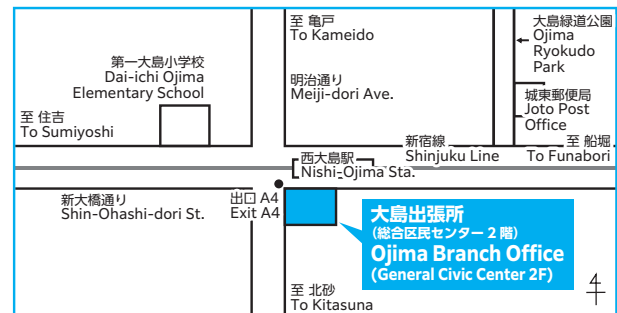 至 亀戸
To Kameido
大島緑道公園
Ojima
Ryokudo
Park
第一大島小学校
Dai-ichi Ojima
Elementary School
明治通り
Meiji-dori Ave.
城東郵便局
Joto Post
Office
至 住吉
To Sumiyoshi
新宿線
Shinjuku Line
至 船堀
To Funabori
西大島駅
Nishi-Ojima Sta.
新大橋通り
Shin-Ohashi-dori St.
出口 A4
Exit A4
大島出張所
(総合区民センター 2 階)
Ojima Branch Office
(General Civic Center 2F)
至 北砂
To Kitasuna